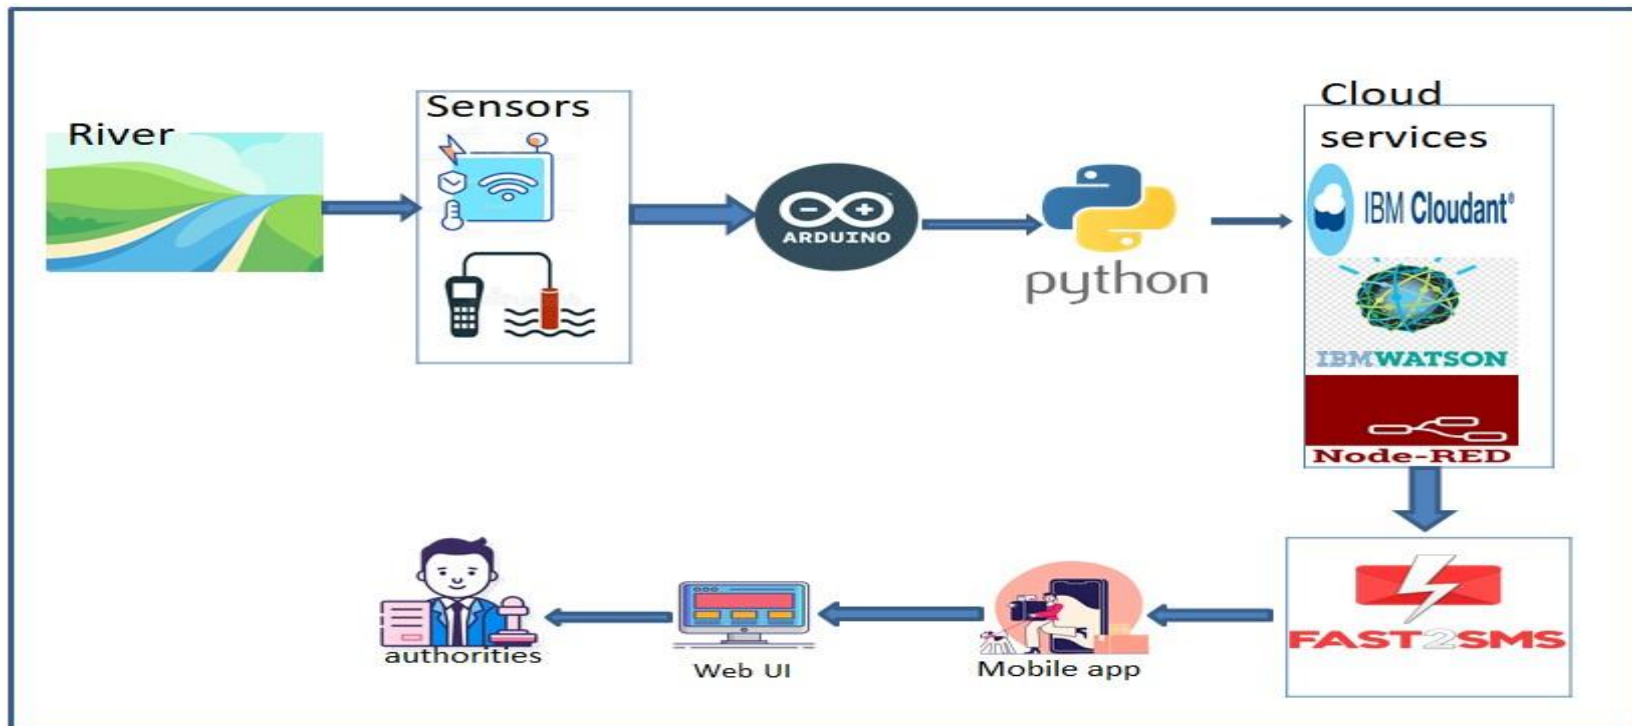 River
Sensors
ARDUINO
python
Cloud
services
IBM Cloudant®
IBMWATSON
Node-RED
FAST2SMS
Mobile app
Web UI
authorities